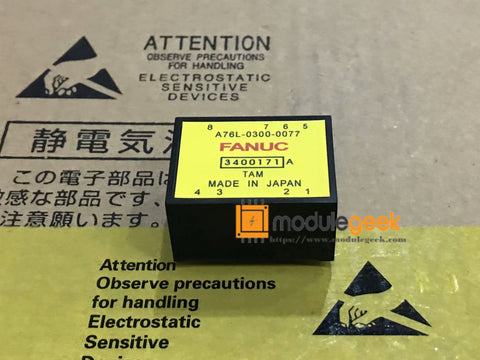 ATTENTION
OBSERVE PRECAUTIONS
FOR HANDLING
ELECTROSTATIC
SENSITIVE
DEVICES
静電気
この電子部品は
敏感な部品です
注意願います。
8 7 6 5
A76L-0300-0077
FANUC
3400171 A
TAM
MADE IN JAPAN
4 3 2 1
modulegeek
https://www.modulegeek.com
Attention
Observe precautions
for handling
Electrostatic
Sensitive